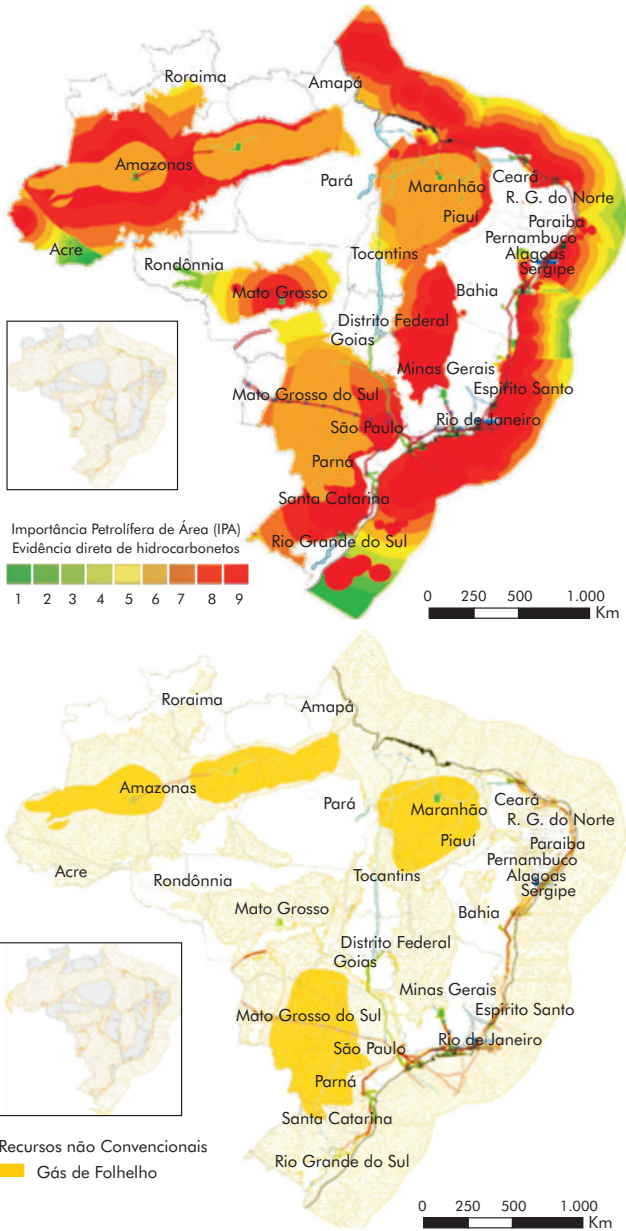 Roraima
Amapá
Amazonas
Pará
Maranhão
Ceará
R. G. do Norte
Piauí
Paraiba
Pernambuco
Alagoas
Sergipe
Acre
Rondônnia
Tocantins
Mato Grosso
Bahia
Distrito Federal
Goias
Minas Gerais
Mato Grosso do Sul
Espirito Santo
São Paulo
Rio de Janeiro
Parná
Santa Catarina
Rio Grande do Sul
Importância Petrolífera de Área (IPA)
Evidência direta de hidrocarbonetos
1 2 3 4 5 6 7 8 9
0 250 500 1.000
Km
Roraima
Amapá
Amazonas
Pará
Maranhão
Ceará
R. G. do Norte
Piauí
Paraiba
Pernambuco
Alagoas
Sergipe
Acre
Rondônnia
Tocantins
Mato Grosso
Bahia
Distrito Federal
Goias
Minas Gerais
Mato Grosso do Sul
Espirito Santo
São Paulo
Rio de Janeiro
Parná
Santa Catarina
Rio Grande do Sul
Recursos não Convencionais
Gás de Folhelho
0 250 500 1.000
Km